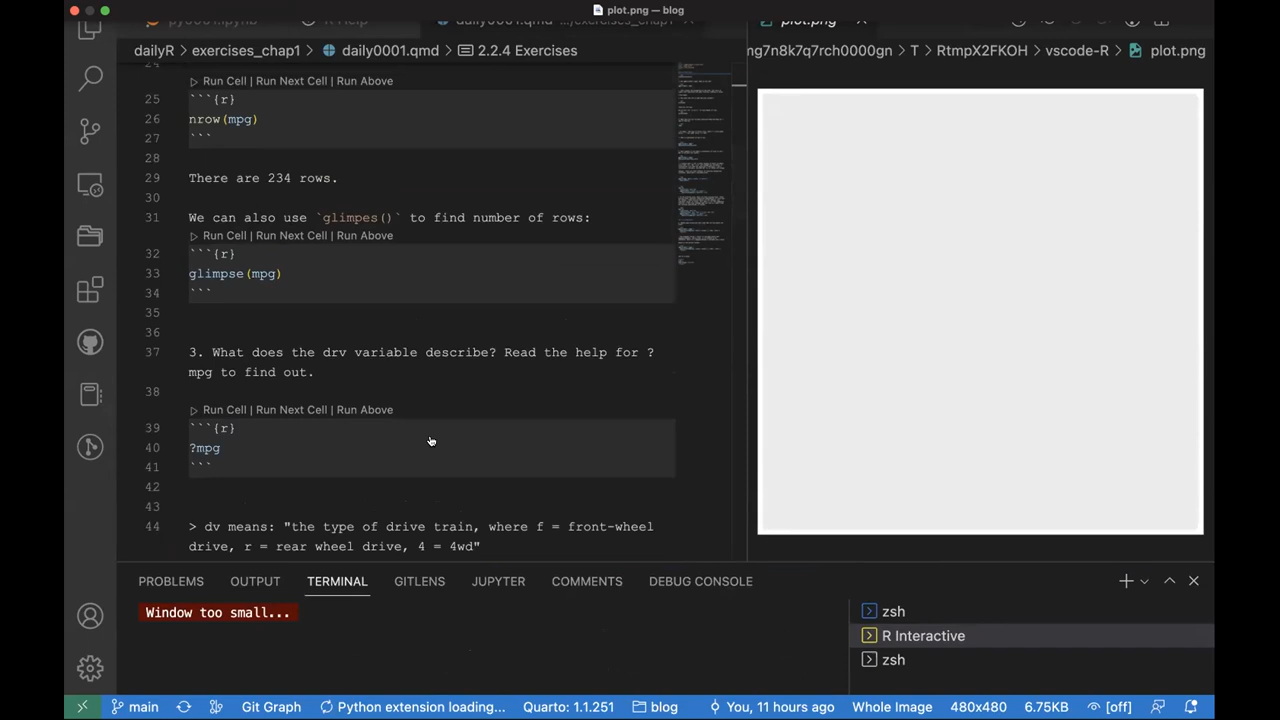 plot.png — blog
daily0001.qmd
plot.png
dailyR > exercises_chap1 > daily0001.qmd > 2.2.4 Exercises
mg7n8k7q7rch0000gn > T > RtmpX2FKOH > vscode-R > plot.png
24
Run Cell | Run Next Cell | Run Above
25 ```{r}
26 nrow(mpg)
27 ```
28
29 There are 234 rows.
30
31 We can also use `glimpes()` to find number of rows:
Run Cell | Run Next Cell | Run Above
32 ```{r}
33 glimpse(mpg)
34 ```
35
36
37 3. What does the drv variable describe? Read the help for ?
mpg to find out.
38
Run Cell | Run Next Cell | Run Above
39 ```{r}
40 ?mpg
41 ```
42
43
44 > dv means: "the type of drive train, where f = front-wheel
drive, r = rear wheel drive, 4 = 4wd"
PROBLEMS OUTPUT TERMINAL GITLENS JUPYTER COMMENTS DEBUG CONSOLE
Window too small...
zsh
R Interactive
zsh
main Git Graph Python extension loading... Quarto: 1.1.251 blog You, 11 hours ago Whole Image 480x480 6.75KB [off]